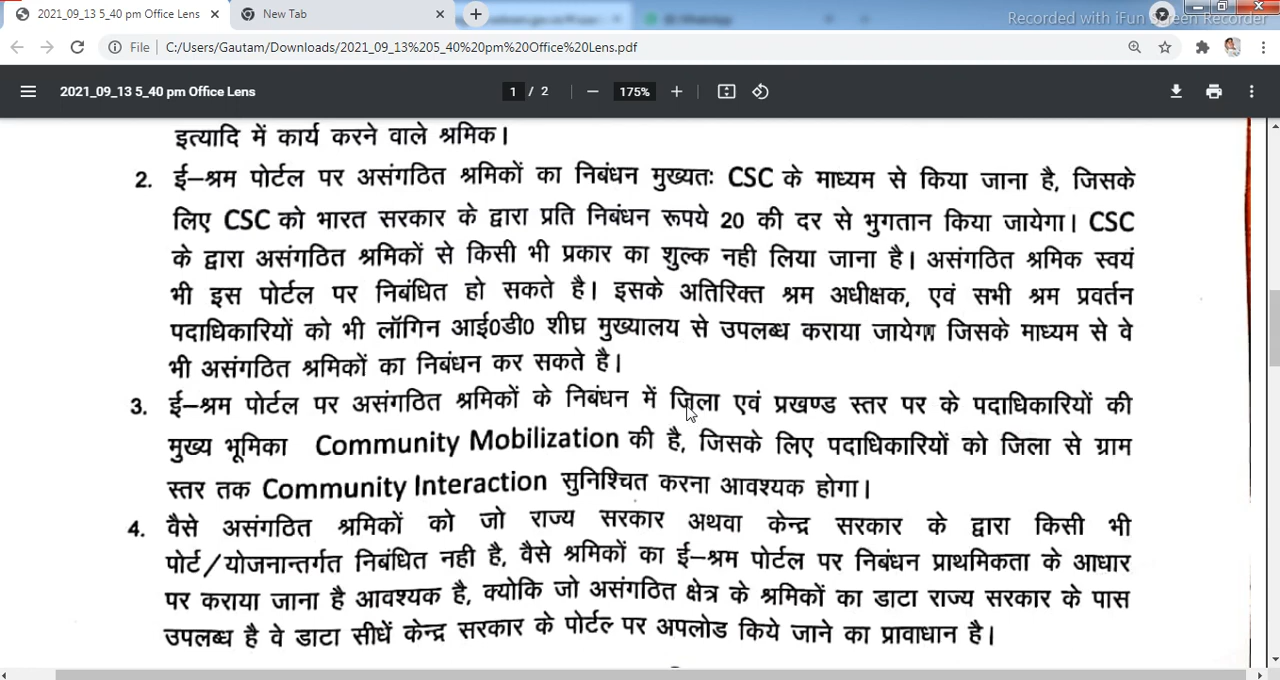 2021_09_13 5_40 pm Office Lens
New Tab
Recorded with iFun Screen Recorder
File
C:/Users/Gautam/Downloads/2021_09_13%205_40%20pm%20Office%20Lens.pdf
2021_09_13 5_40 pm Office Lens
1 / 2
175%
इत्यादि में कार्य करने वाले श्रमिक।
2. ई–श्रम पोर्टल पर असंगठित श्रमिकों का निबंधन मुख्यतः CSC के माध्यम से किया जाना है, जिसके
लिए CSC को भारत सरकार के द्वारा प्रति निबंधन रूपये 20 की दर से भुगतान किया जायेगा। CSC
के द्वारा असंगठित श्रमिकों से किसी भी प्रकार का शुल्क नही लिया जाना है। असंगठित श्रमिक स्वयं
भी इस पोर्टल पर निबंधित हो सकते है। इसके अतिरिक्त श्रम अधीक्षक, एवं सभी श्रम प्रवर्तन
पदाधिकारियों को भी लॉगिन आई0डी0 शीघ्र मुख्यालय से उपलब्ध कराया जायेगा जिसके माध्यम से वे
भी असंगठित श्रमिकों का निबंधन कर सकते है।
3. ई–श्रम पोर्टल पर असंगठित श्रमिकों के निबंधन में जिला एवं प्रखण्ड स्तर पर के पदाधिकारियों की
मुख्य भूमिका Community Mobilization की है, जिसके लिए पदाधिकारियों को जिला से ग्राम
स्तर तक Community Interaction सुनिश्चित करना आवश्यक होगा।
4. वैसे असंगठित श्रमिकों को जो राज्य सरकार अथवा केन्द्र सरकार के द्वारा किसी भी
पोर्ट/योजनान्तर्गत निबंधित नही है, वैसे श्रमिकों का ई–श्रम पोर्टल पर निबंधन प्राथमिकता के आधार
पर कराया जाना है आवश्यक है, क्योकि जो असंगठित क्षेत्र के श्रमिकों का डाटा राज्य सरकार के पास
उपलब्ध है वे डाटा सीधें केन्द्र सरकार के पोर्टल पर अपलोड किये जाने का प्रावाधान है।